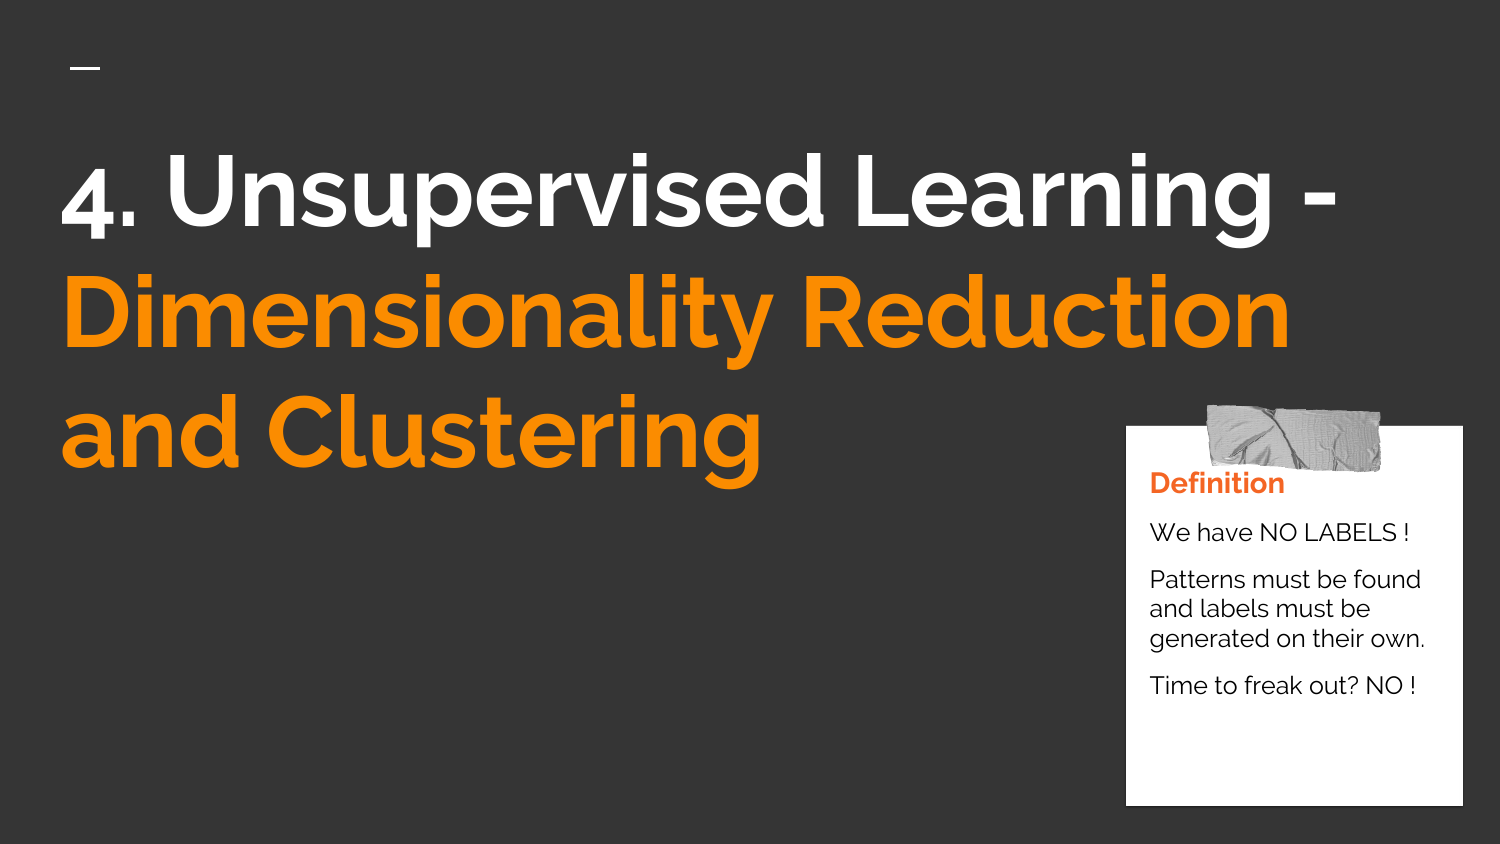 4. Unsupervised Learning -
Dimensionality Reduction
and Clustering
Definition
We have NO LABELS !
Patterns must be found
and labels must be
generated on their own.
Time to freak out? NO !